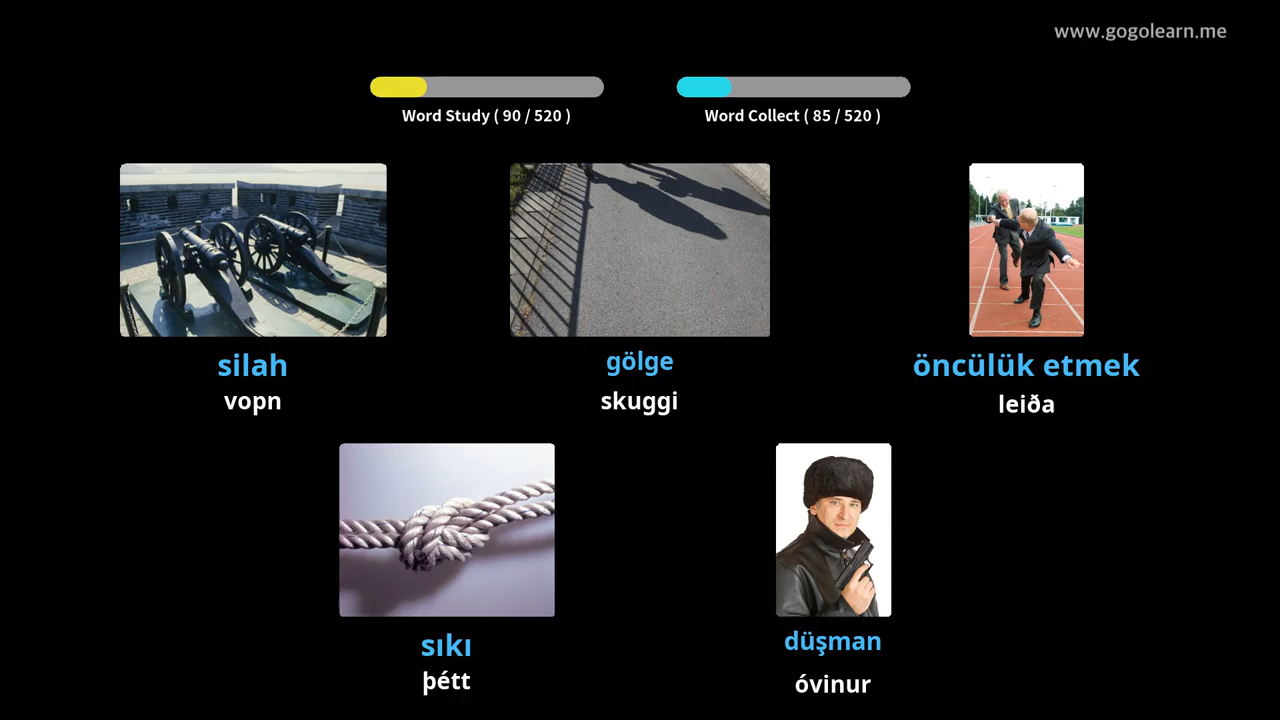 www.gogolearn.me
Word Study ( 90 / 520 )
Word Collect ( 85 / 520 )
silah
vopn
gölge
skuggi
öncülük etmek
leiða
sıkı
þétt
düşman
óvinur